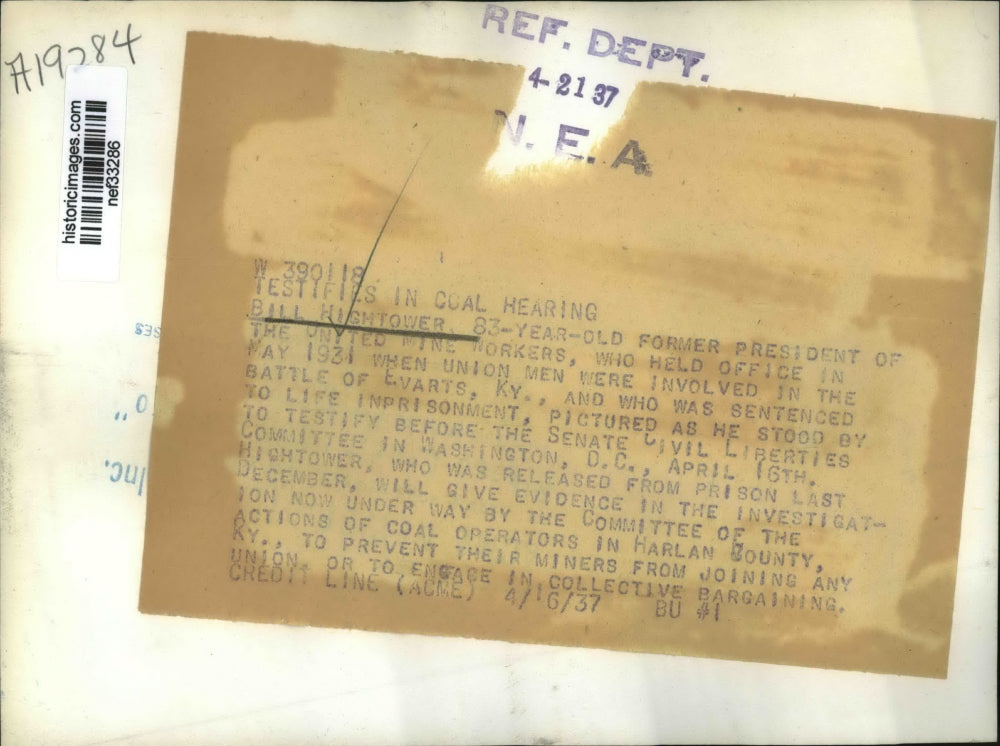 A19284
REF. DEPT.
4-21 37
N. E. A.
historicimages.com
nef33286
W 390118
TESTIFIES IN COAL HEARING
BILL HIGHTOWER, 83-YEAR-OLD FORMER PRESIDENT OF
THE UNITED MINE WORKERS, WHO HELD OFFICE IN
MAY 1931 WHEN UNION MEN WERE INVOLVED IN THE
BATTLE OF EVARTS, KY., AND WHO WAS SENTENCED
TO LIFE INPRISONMENT, PICTURED AS HE STOOD BY
TO TESTIFY BEFORE THE SENATE CIVIL LIBERTIES
COMMITTEE IN WASHINGTON, D.C., APRIL 16TH.
HIGHTOWER, WHO WAS RELEASED FROM PRISON LAST
DECEMBER, WILL GIVE EVIDENCE IN THE INVESTIGAT-
ION NOW UNDER WAY BY THE COMMITTEE OF THE
ACTIONS OF COAL OPERATORS IN HARLAN COUNTY,
KY., TO PREVENT THEIR MINERS FROM JOINING ANY
UNION, OR TO ENGAGE IN COLLECTIVE BARGAINING.
CREDIT LINE (ACME) 4/16/37 BU #1
Inc.